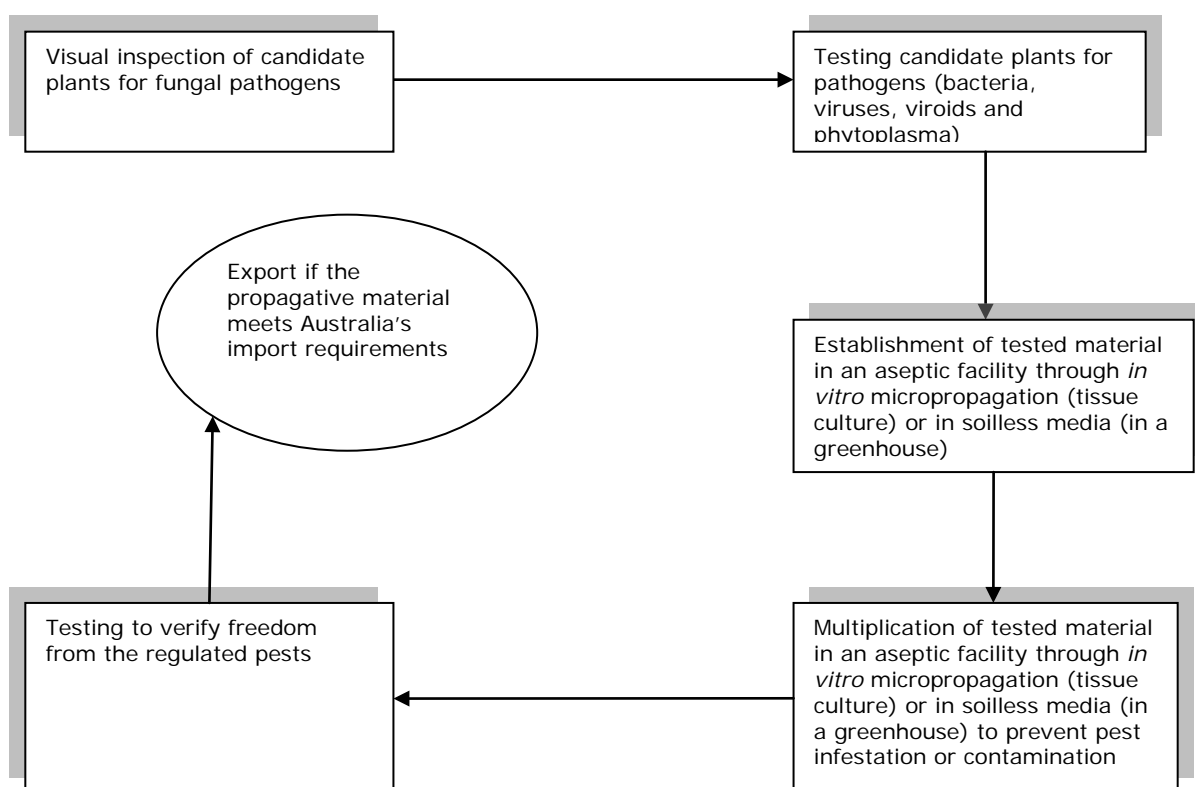 Visual inspection of candidate
plants for fungal pathogens
Testing candidate plants for
pathogens (bacteria,
viruses, viroids and
phytoplasma)
Establishment of tested material
in an aseptic facility through in
vitro micropropagation (tissue
culture) or in soilless media (in a
greenhouse)
Multiplication of tested material
in an aseptic facility through in
vitro micropropagation (tissue
culture) or in soilless media (in
a greenhouse) to prevent pest
infestation or contamination
Testing to verify freedom
from the regulated pests
Export if the
propagative material
meets Australia’s
import requirements